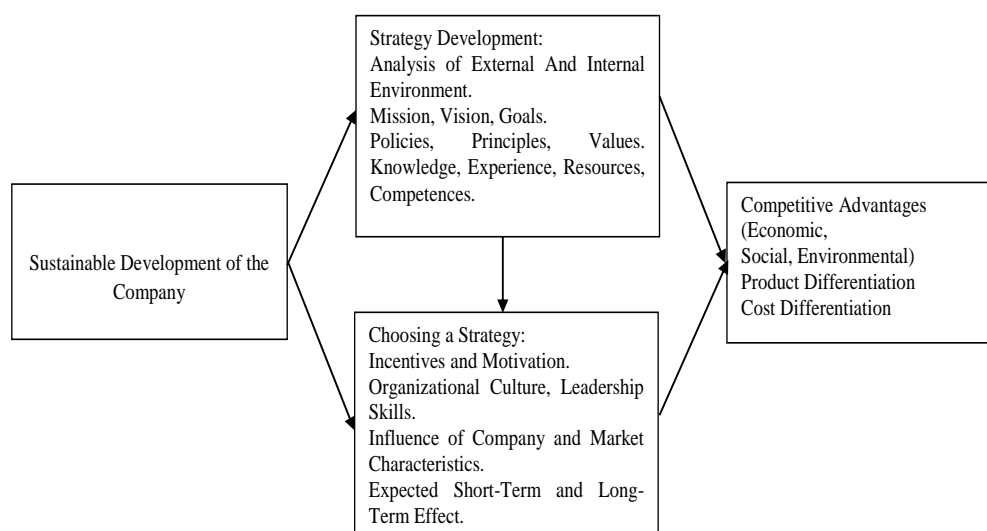 Strategy Development:
Analysis of External And Internal
Environment.
Mission, Vision, Goals.
Policies, Principles, Values.
Knowledge, Experience, Resources,
Competences.
Sustainable Development of the
Company
Competitive Advantages
(Economic,
Social, Environmental)
Product Differentiation
Cost Differentiation
Choosing a Strategy:
Incentives and Motivation.
Organizational Culture, Leadership
Skills.
Influence of Company and Market
Characteristics.
Expected Short-Term and Long-
Term Effect.